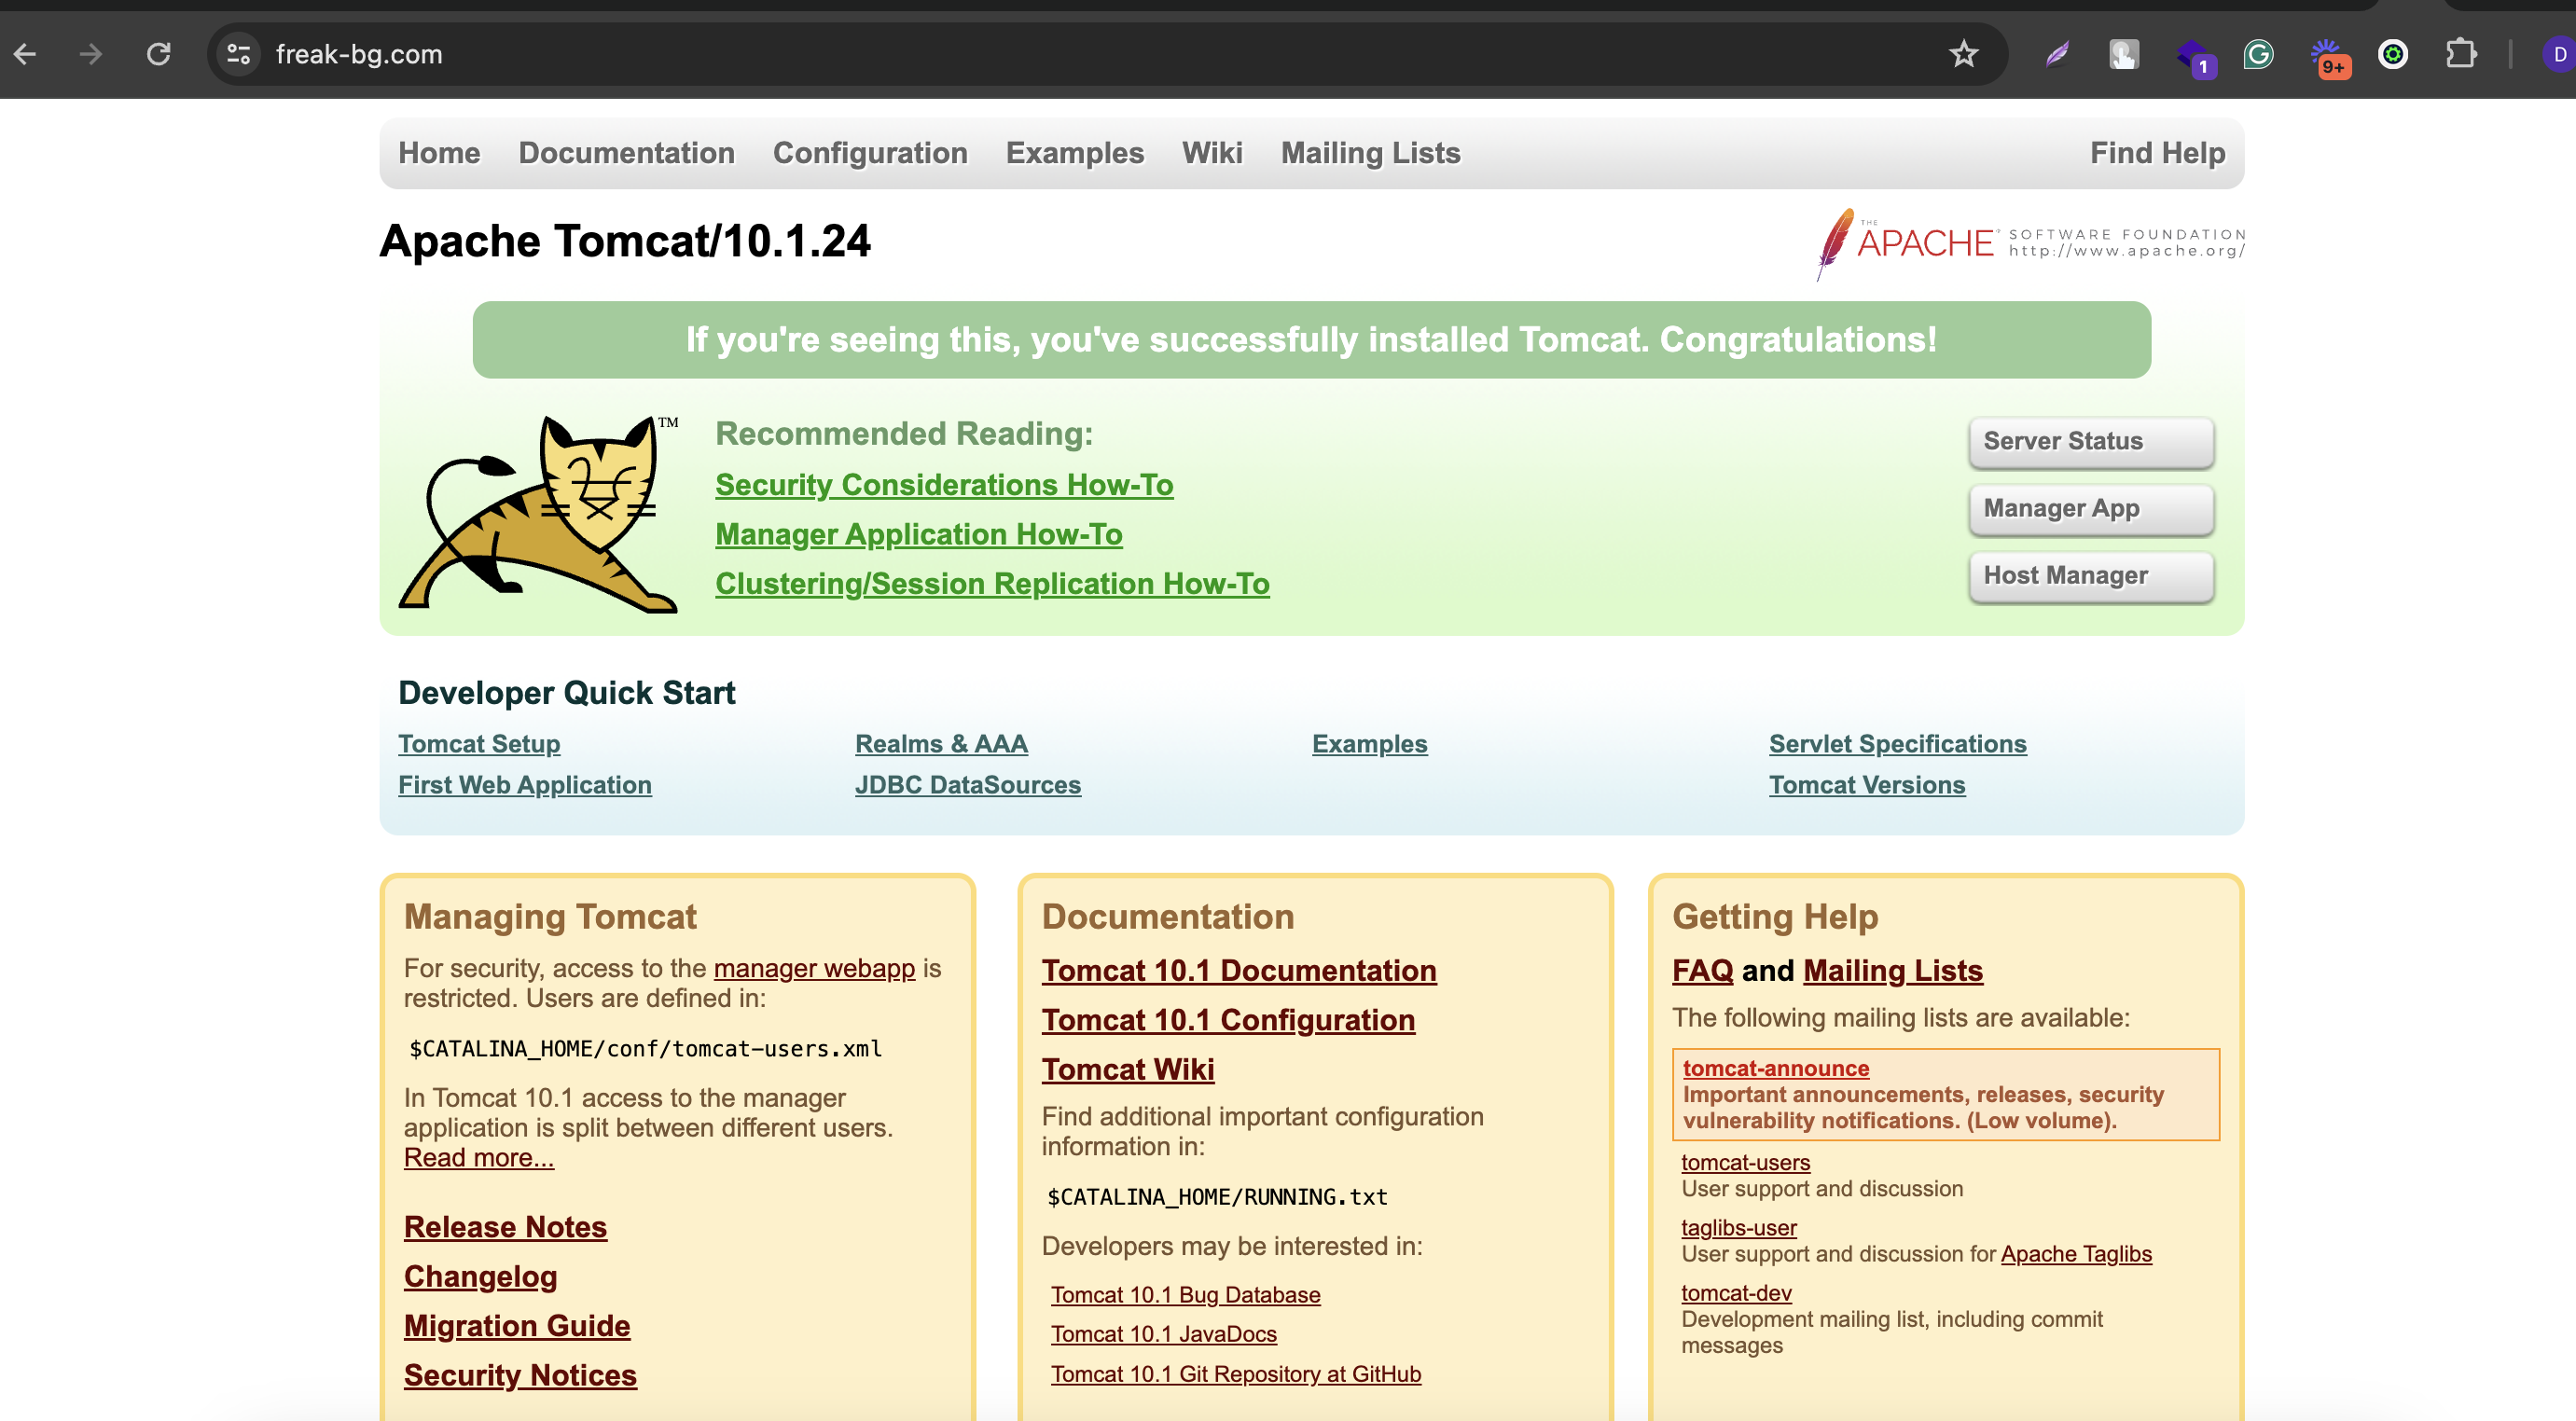 freak-bg.com
1
9+
D
Home Documentation Configuration Examples Wiki Mailing Lists Find Help
Apache Tomcat/10.1.24
THE APACHE® SOFTWARE FOUNDATION
http://www.apache.org/
If you're seeing this, you've successfully installed Tomcat. Congratulations!
TM
Recommended Reading:
Security Considerations How-To
Manager Application How-To
Clustering/Session Replication How-To
Server Status
Manager App
Host Manager
Developer Quick Start
Tomcat Setup
First Web Application
Realms & AAA
JDBC DataSources
Examples
Servlet Specifications
Tomcat Versions
Managing Tomcat
For security, access to the manager webapp is
restricted. Users are defined in:
$CATALINA_HOME/conf/tomcat-users.xml
In Tomcat 10.1 access to the manager
application is split between different users.
Read more...
Release Notes
Changelog
Migration Guide
Security Notices
Documentation
Tomcat 10.1 Documentation
Tomcat 10.1 Configuration
Tomcat Wiki
Find additional important configuration
information in:
$CATALINA_HOME/RUNNING.txt
Developers may be interested in:
Tomcat 10.1 Bug Database
Tomcat 10.1 JavaDocs
Tomcat 10.1 Git Repository at GitHub
Getting Help
FAQ and Mailing Lists
The following mailing lists are available:
tomcat-announce
Important announcements, releases, security
vulnerability notifications. (Low volume).
tomcat-users
User support and discussion
taglibs-user
User support and discussion for Apache Taglibs
tomcat-dev
Development mailing list, including commit
messages